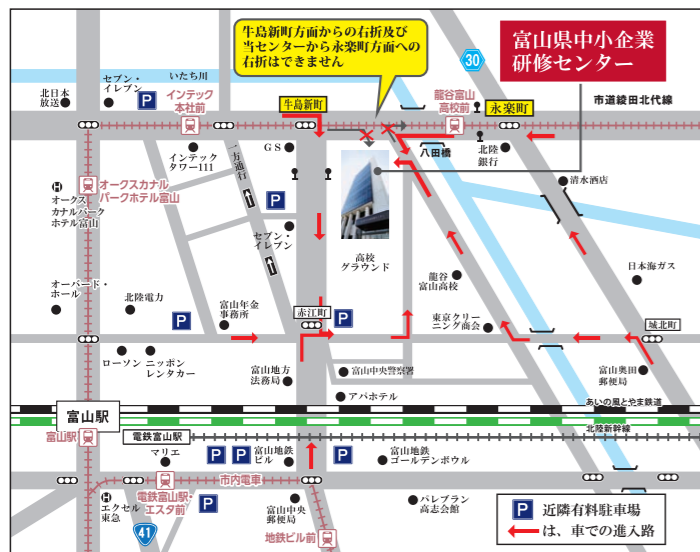 牛島新町方面からの右折及び
当センターから永楽町方面への
右折はできません
富山県中小企業
研修センター
30
北日本
放送
セブン・
イレブン
いたち川
P
インテック
本社前
牛島新町
龍谷富山
高校前
永楽町
市道綾田北代線
インテック
タワー111
GS
一方通行
八田橋
北陸
銀行
清水酒店
H
オークス
カナルパーク
ホテル富山
オークスカナル
パークホテル富山
P
セブン・
イレブン
高校
グラウンド
龍谷
富山高校
日本海ガス
オーバード・
ホール
北陸電力
P
富山年金
事務所
赤江町
P
東京クリー
ニング商会
城北町
ローソン
ニッポン
レンタカー
富山地方
法務局
富山中央警察署
アパホテル
富山奥田
郵便局
あいの風とやま鉄道
富山駅
北陸新幹線
富山駅
電鉄富山駅
マリエ
P
P
富山地鉄
ビル
P
富山地鉄
ゴールデンボウル
市内電車
電鉄富山駅・
エスタ前
H
エクセル
東急
P
富山中央
郵便局
パレブラン
高志会館
41
地鉄ビル前
P
近隣有料駐車場
は、車での進入路